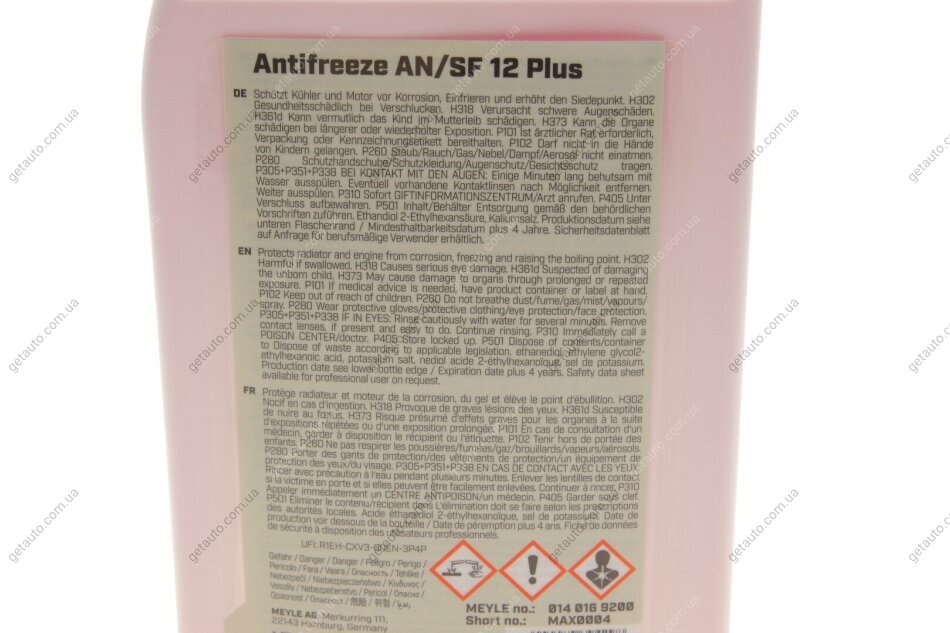 Antifreeze AN/SF 12 Plus
DE Schützt Kühler und Motor vor Korrosion, Einfrieren und erhöht den Siedepunkt. H302
Gesundheitsschädlich bei Verschlucken. H318 Verursacht schwere Augenschäden.
H361d Kann vermutlich das Kind im Mutterleib schädigen. H373 Kann die Organe
schädigen bei längerer oder wiederholter Exposition. P101 Ist ärztlicher Rat erforderlich,
Verpackung oder Kennzeichnungsetikett bereithalten. P102 Darf nicht in die Hände
von Kindern gelangen. P260 Staub/Rauch/Gas/Nebel/Dampf/Aerosol nicht einatmen.
P280 Schutzhandschuhe/Schutzkleidung/Augenschutz/Gesichtsschutz tragen.
P305+P351+P338 BEI KONTAKT MIT DEN AUGEN: Einige Minuten lang behutsam mit
Wasser ausspülen. Eventuell vorhandene Kontaktlinsen nach Möglichkeit entfernen.
Weiter ausspülen. P310 Sofort GIFTINFORMATIONSZENTRUM/Arzt anrufen. P405 Unter
Verschluss aufbewahren. P501 Inhalt/Behälter Entsorgung gemäß den behördlichen
Vorschriften zuführen. Ethandiol 2-Ethylhexansäure, Kaliumsalz. Produktionsdatum siehe
unteren Flaschenrand / Mindesthaltbarkeitsdatum plus 4 Jahre. Sicherheitsdatenblatt
auf Anfrage für berufsmäßige Verwender erhältlich.
EN Protects radiator and engine from corrosion, freezing and raising the boiling point. H302
Harmful if swallowed. H318 Causes serious eye damage. H361d Suspected of damaging
the unborn child. H373 May cause damage to organs through prolonged or repeated
exposure. P101 If medical advice is needed, have product container or label at hand.
P102 Keep out of reach of children. P260 Do not breathe dust/fume/gas/mist/vapours/
spray. P280 Wear protective gloves/protective clothing/eye protection/face protection.
P305+P351+P338 IF IN EYES: Rinse cautiously with water for several minutes. Remove
contact lenses, if present and easy to do. Continue rinsing. P310 Immediately call a
POISON CENTER/doctor. P405 Store locked up. P501 Dispose of contents/container
to Dispose of waste according to applicable legislation. ethanediol,ethylene glycol2-
ethylhexanoic acid, potassium salt, nediol acide 2-éthylhexanoïque, sel de potassium.
Production date see lower bottle edge / Expiration date plus 4 years. Safety data sheet
available for professional user on request.
FR Protège radiateur et moteur de la corrosion, du gel et élève le point d'ébullition. H302
Nocif en cas d'ingestion. H318 Provoque de graves lésions des yeux. H361d Susceptible
de nuire au fœtus. H373 Risque présumé d'effets graves pour les organes à la suite
d'expositions répétées ou d'une exposition prolongée. P101 En cas de consultation d'un
médecin, garder à disposition le récipient ou l'étiquette. P102 Tenir hors de portée des
enfants. P260 Ne pas respirer les poussières/fumées/gaz/brouillards/vapeurs/aérosols.
P280 Porter des gants de protection/des vêtements de protection/un équipement de
protection des yeux/du visage. P305+P351+P338 EN CAS DE CONTACT AVEC LES YEUX:
Rincer avec précaution à l'eau pendant plusieurs minutes. Enlever les lentilles de contact
si la victime en porte et si elles peuvent être facilement enlevées. Continuer à rincer. P310
Appeler immédiatement un CENTRE ANTIPOISON/un médecin. P405 Garder sous clef.
P501 Éliminer le contenu/récipient dans L'élimination doit se faire selon les prescriptions
des autorités locales. Acide éthanediol 2-éthylhexanoïque, sel de potassium. Date de
production voir dessous de la bouteille / Date de péremption plus 4 ans. Fiche de données
de sécurité à disposition des utilisateurs professionnels.
UFI: R1EH-CXV3-EN-3P4P
Gefahr / Danger / Danger / Peligro / Perigo /
Pericolo / Fara / Vaara / Опасность / Tehlike /
Nebezpečí / Niebezpieczeństwo / Κίνδυνος /
Veszély / Nebezpečenstvo / Pericol / Опасно /
Opasnost / Опасност / 危險 / 위험 / خطر
MEYLE AG, Merkurring 111,
22143 Hamburg, Germany
MEYLE no.: 014 016 9200
Short no.: MAX0004
getauto.com.ua